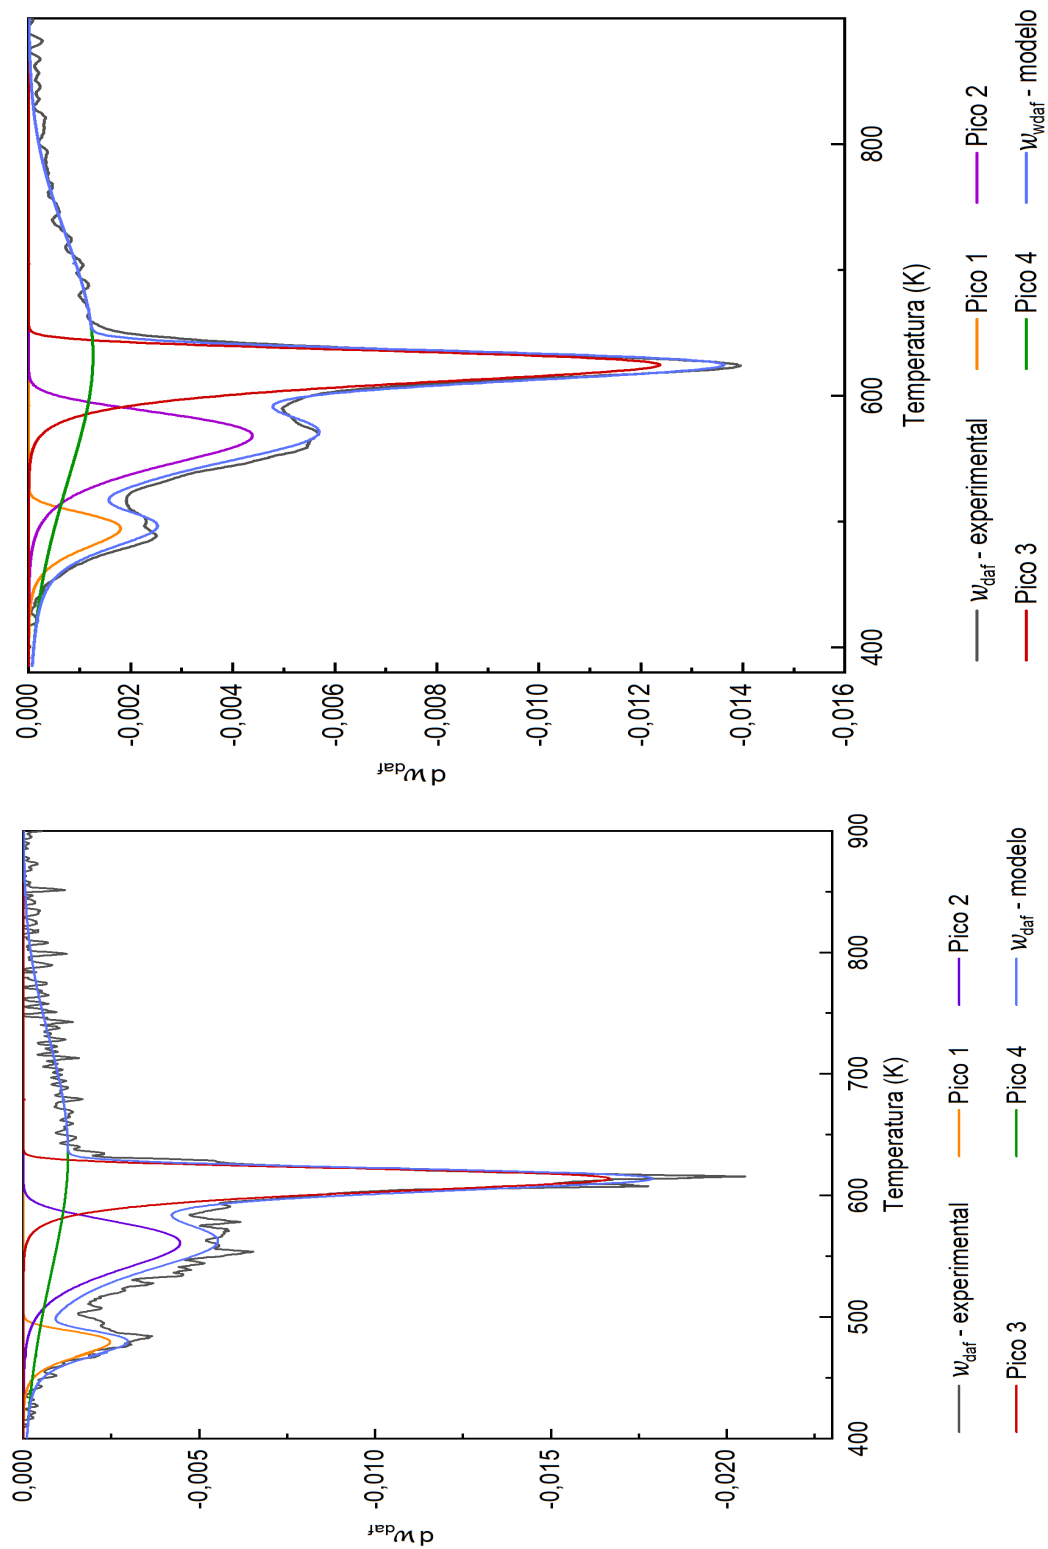 0,000
-0,005
-0,010
-0,015
-0,020
d w_daf
400
500
600
700
800
900
Temperatura (K)
w_daf - experimental
Pico 1
Pico 2
Pico 3
Pico 4
w_daf - modelo
0,000
-0,002
-0,004
-0,006
-0,008
-0,010
-0,012
-0,014
-0,016
d w_daf
400
600
800
Temperatura (K)
w_daf - experimental
Pico 1
Pico 2
Pico 3
Pico 4
w_wdaf - modelo